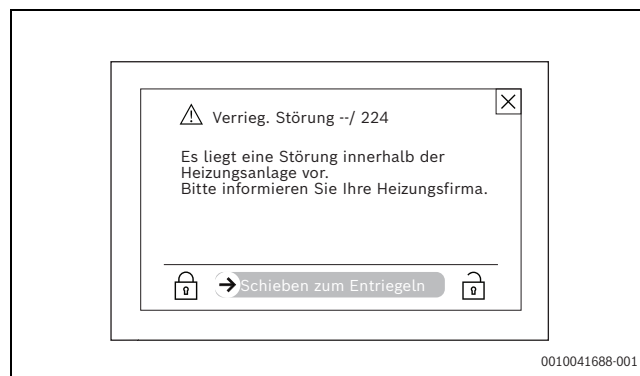 Verrieg. Störung --/ 224
Es liegt eine Störung innerhalb der
Heizungsanlage vor.
Bitte informieren Sie Ihre Heizungsfirma.
Schieben zum Entriegeln
0010041688-001